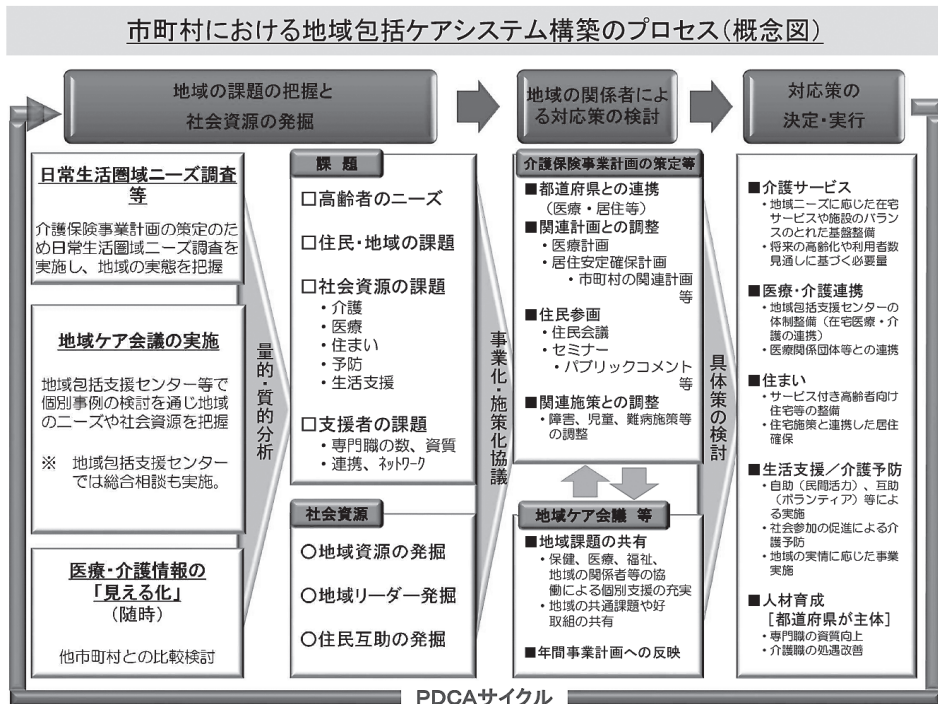 市町村における地域包括ケアシステム構築のプロセス(概念図)
地域の課題の把握と
社会資源の発掘
地域の関係者によ
る対応策の検討
対応策の
決定・実行
日常生活圏域ニーズ調査
等
介護保険事業計画の策定のた
め日常生活圏域ニーズ調査を
実施し、地域の実態を把握
地域ケア会議の実施
地域包括支援センター等で
個別事例の検討を通じ地域
のニーズや社会資源を把握
※ 地域包括支援センター
では総合相談も実施。
医療・介護情報の
「見える化」
(随時)
他市町村との比較検討
量的・質的分析
課 題
□高齢者のニーズ
□住民・地域の課題
□社会資源の課題
・介護
・医療
・住まい
・予防
・生活支援
□支援者の課題
・専門職の数、資質
・連携、ネットワーク
社会資源
○地域資源の発掘
○地域リーダー発掘
○住民互助の発掘
事業化・施策化協議
介護保険事業計画の策定等
■都道府県との連携
(医療・居住等)
■関連計画との調整
・医療計画
・居住安定確保計画
・市町村の関連計画
等
■住民参画
・住民会議
・セミナー
・パブリックコメント
等
■関連施策との調整
・障害、児童、難病施策等
の調整
地域ケア会議 等
■地域課題の共有
・保健、医療、福祉、
地域の関係者等の協
働による個別支援の充実
・地域の共通課題や好
取組の共有
■年間事業計画への反映
具体策の検討
■介護サービス
・地域ニーズに応じた在宅
サービスや施設のバラン
スのとれた基盤整備
・将来の高齢化や利用者数
見通しに基づく必要量
■医療・介護連携
・地域包括支援センターの
体制整備(在宅医療・介
護の連携)
・医療関係団体等との連携
■住まい
・サービス付き高齢者向け
住宅等の整備
・住宅施策と連携した居住
確保
■生活支援/介護予防
・自助(民間活力)、互助
(ボランティア)等によ
る実施
・社会参加の促進による介
護予防
・地域の実情に応じた事業
実施
■人材育成
[都道府県が主体]
・専門職の資質向上
・介護職の処遇改善
PDCAサイクル